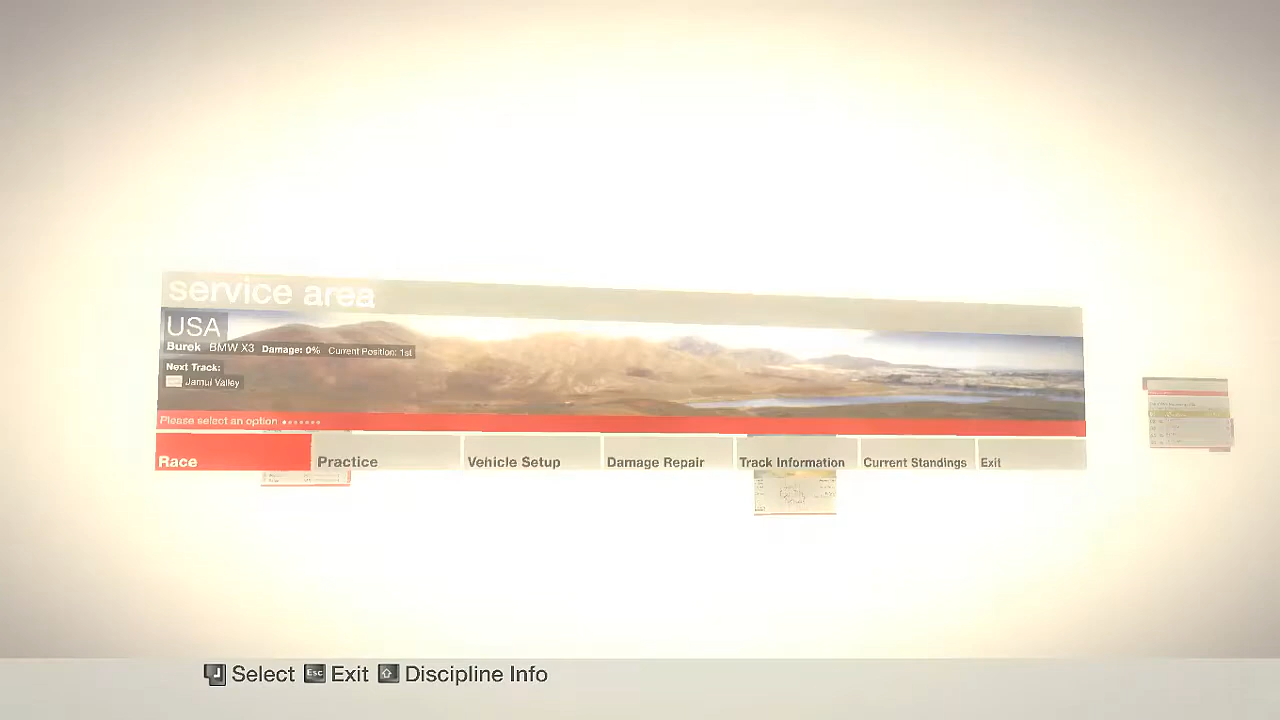 service area
USA
Burek BMW X3 Damage: 0% Current Position: 1st
Next Track:
Jamul Valley
Please select an option
Race Practice Vehicle Setup Damage Repair Track Information Current Standings Exit
Select Esc Exit Discipline Info